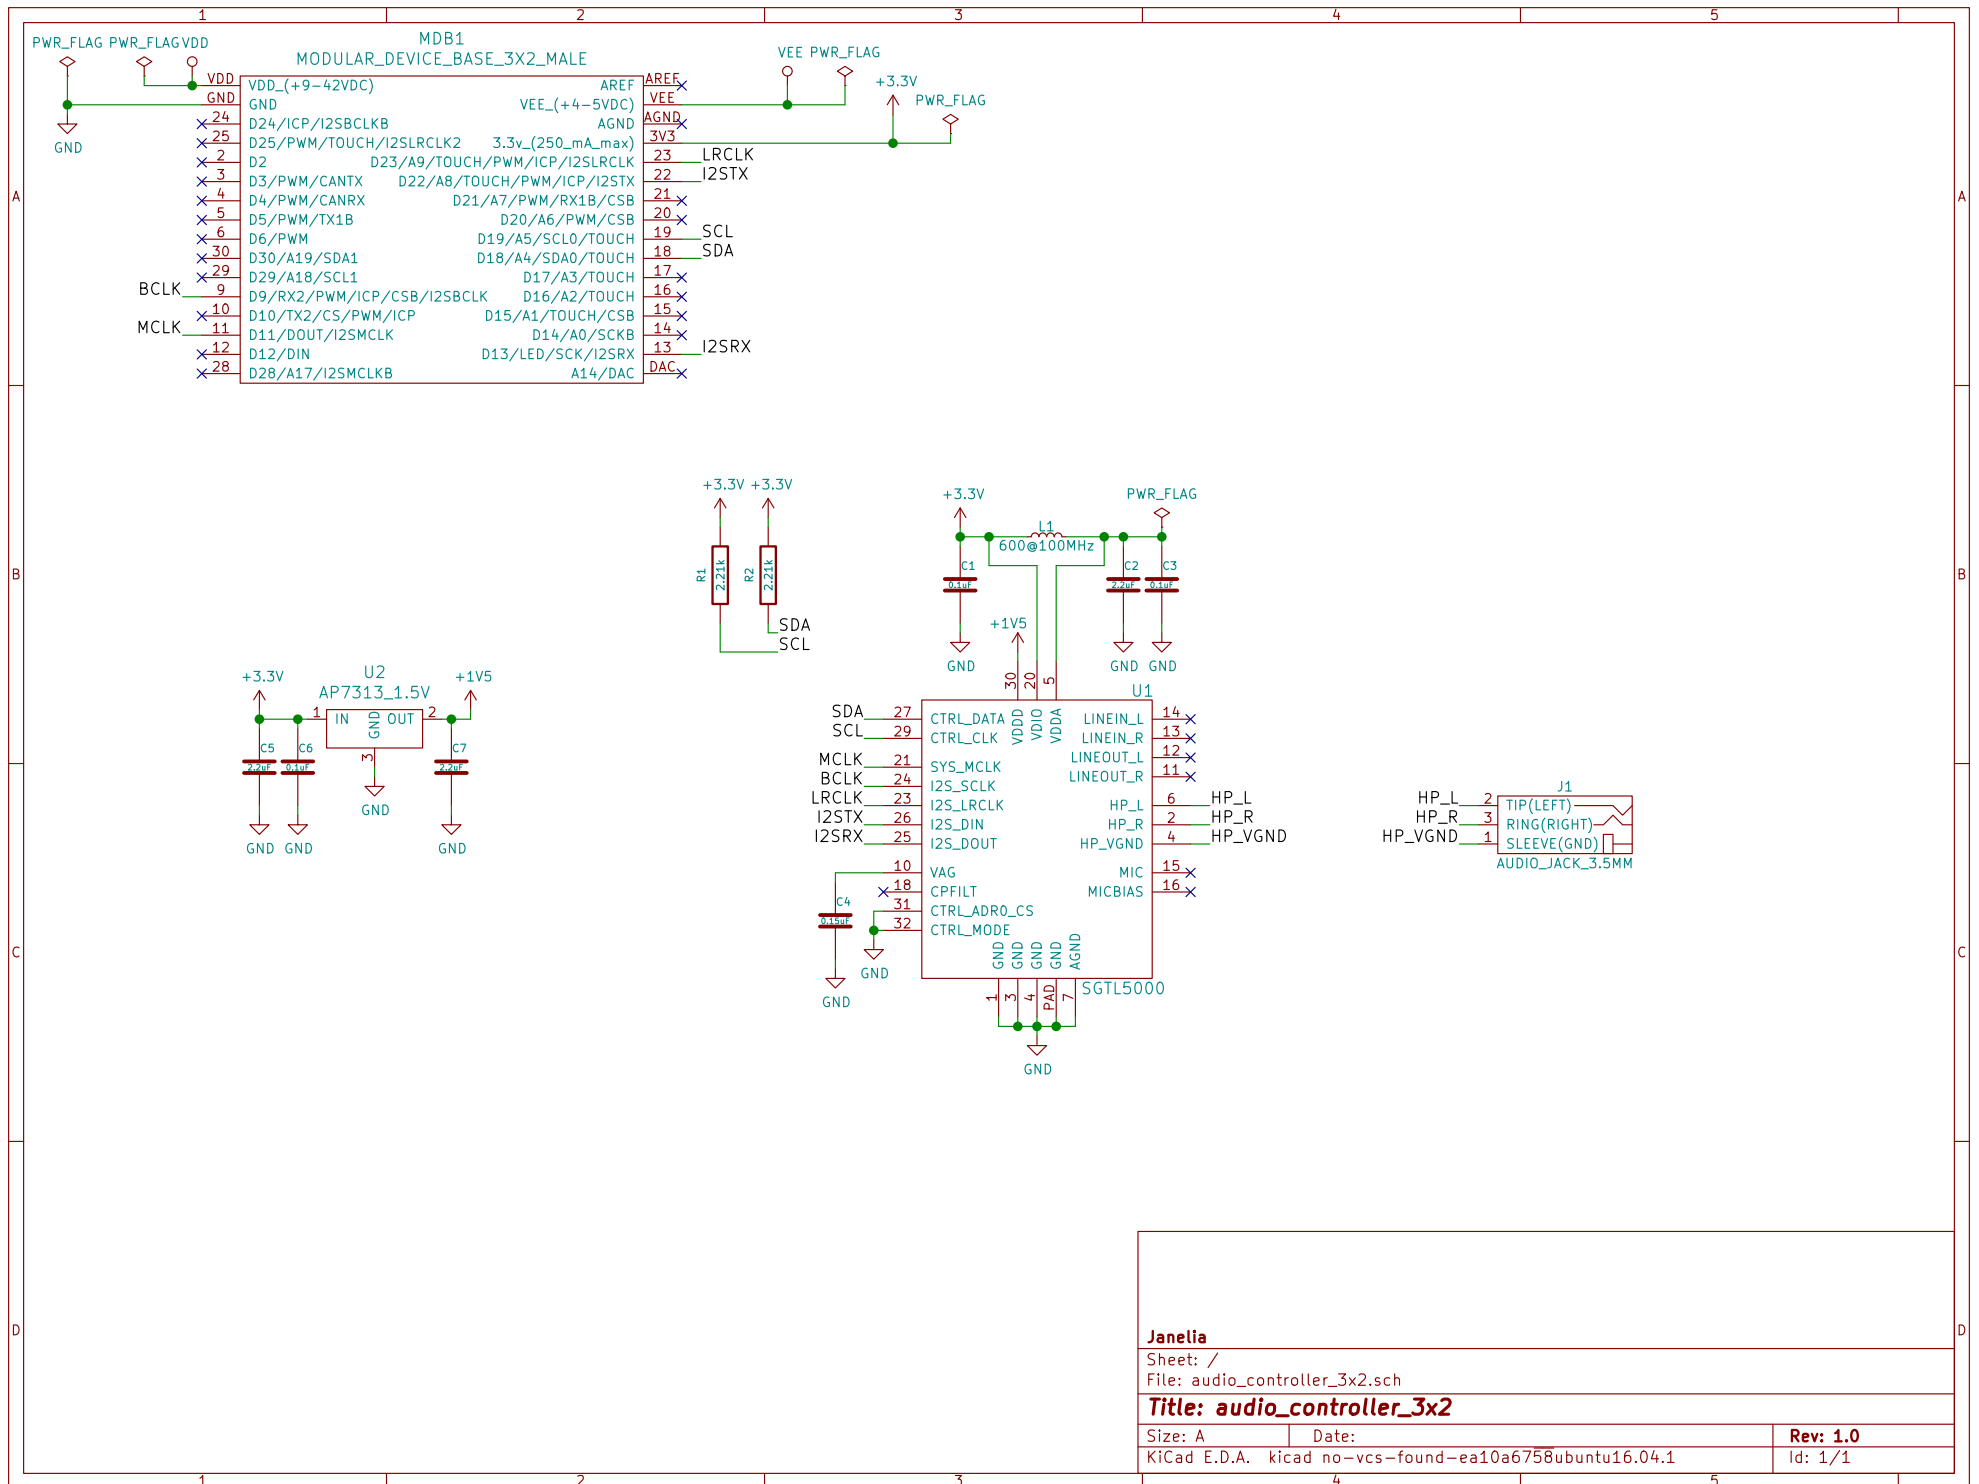 1 2 3 4 5
A A
B B
C C
D D
PWR_FLAG PWR_FLAG VDD
GND
MDB1
MODULAR_DEVICE_BASE_3X2_MALE
VDD VDD_(+9-42VDC) AREF AREF
GND GND VEE_(+4-5VDC) VEE
24 D24/ICP/I2SBCLKB AGND AGND
25 D25/PWM/TOUCH/I2SLRCLK2 3.3v_(250_mA_max) 3V3
2 D2 D23/A9/TOUCH/PWM/ICP/I2SLRCLK 23 LRCLK
3 D3/PWM/CANTX D22/A8/TOUCH/PWM/ICP/I2STX 22 I2STX
4 D4/PWM/CANRX D21/A7/PWM/RX1B/CSB 21
5 D5/PWM/TX1B D20/A6/PWM/CSB 20
6 D6/PWM D19/A5/SCL0/TOUCH 19 SCL
30 D30/A19/SDA1 D18/A4/SDA0/TOUCH 18 SDA
29 D29/A18/SCL1 D17/A3/TOUCH 17
BCLK 9 D9/RX2/PWM/ICP/CSB/I2SBCLK D16/A2/TOUCH 16
10 D10/TX2/CS/PWM/ICP D15/A1/TOUCH/CSB 15
MCLK 11 D11/DOUT/I2SMCLK D14/A0/SCKB 14
12 D12/DIN D13/LED/SCK/I2SRX 13 I2SRX
28 D28/A17/I2SMCLKB A14/DAC DAC
VEE PWR_FLAG
+3.3V
PWR_FLAG
+3.3V +3.3V
R1 2.21k R2 2.21k
SDA
SCL
+3.3V PWR_FLAG
L1
600@100MHz
C1 0.1uF
C2 2.2uF
C3 0.1uF
+1V5
GND GND GND
+3.3V U2 +1V5
AP7313_1.5V
1 IN GND OUT 2
3
C5 2.2uF
C6 0.1uF
C7 2.2uF
GND
GND GND GND
30 20 5
U1
VDDD VDIO VDDA
SDA 27 CTRL_DATA LINEIN_L 14
SCL 29 CTRL_CLK LINEIN_R 13
LINEOUT_L 12
MCLK 21 SYS_MCLK LINEOUT_R 11
BCLK 24 I2S_SCLK
LRCLK 23 I2S_LRCLK HP_L 6 HP_L
I2STX 26 I2S_DIN HP_R 2 HP_R
I2SRX 25 I2S_DOUT HP_VGND 4 HP_VGND
10 VAG MIC 15
18 CPFILT MICBIAS 16
31 CTRL_ADR0_CS
32 CTRL_MODE
C4 0.15uF
GND
GND
GND GND GND GND AGND
1 3 4 PAD 7
SGTL5000
GND
J1
HP_L 2 TIP(LEFT)
HP_R 3 RING(RIGHT)
HP_VGND 1 SLEEVE(GND)
AUDIO_JACK_3.5MM
Janelia
Sheet: /
File: audio_controller_3x2.sch
Title: audio_controller_3x2
Size: A Date: Rev: 1.0
KiCad E.D.A. kicad no-vcs-found-ea10a6758ubuntu16.04.1 Id: 1/1
1 2 3 4 5